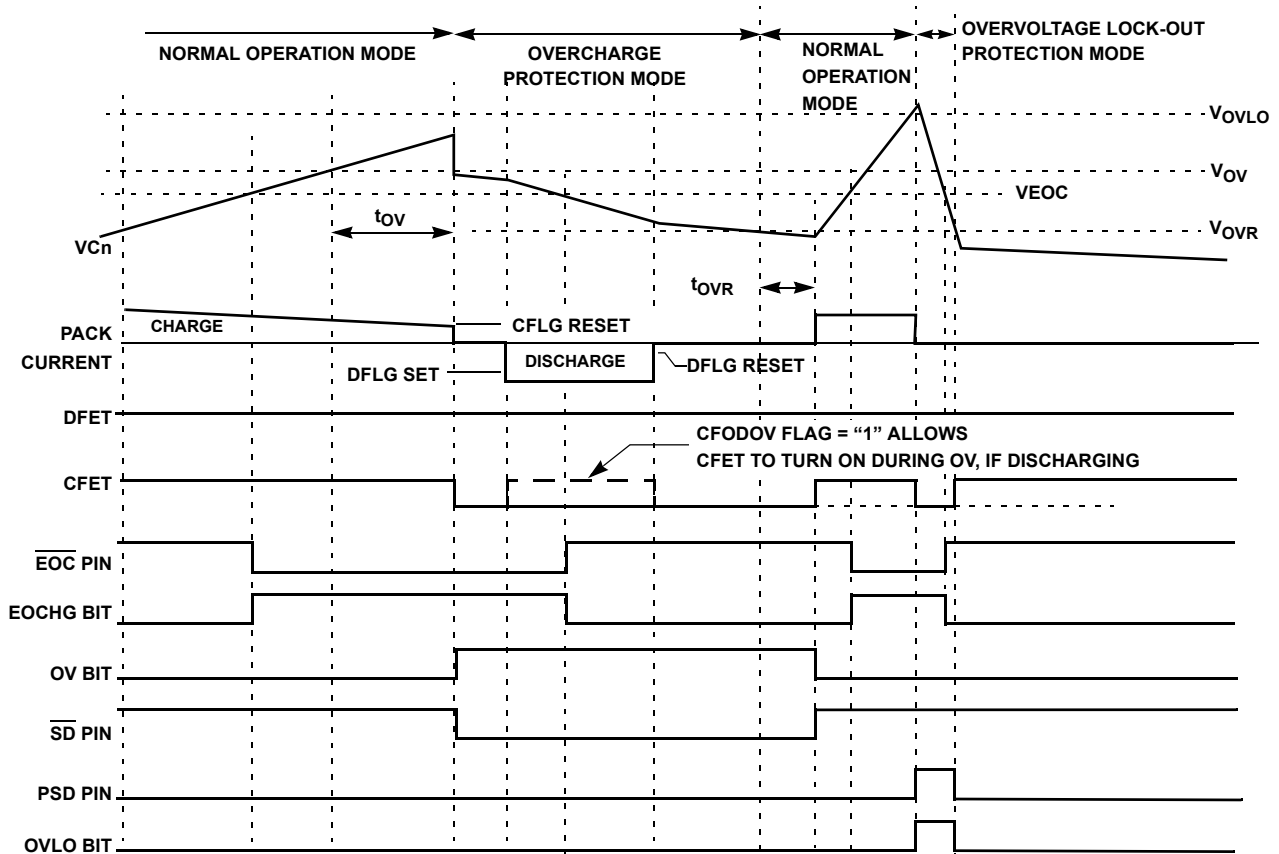 NORMAL OPERATION MODE
OVERCHARGE
PROTECTION MODE
NORMAL
OPERATION
MODE
OVERVOLTAGE LOCK-OUT
PROTECTION MODE
VOVLO
VOV
VEOC
VOVR
VCn
tOV
tOVR
PACK
CURRENT
CHARGE
CFLG RESET
DFLG SET
DISCHARGE
DFLG RESET
DFET
CFODOV FLAG = “1” ALLOWS
CFET TO TURN ON DURING OV, IF DISCHARGING
CFET
EOC PIN
EOCHG BIT
OV BIT
SD PIN
PSD PIN
OVLO BIT